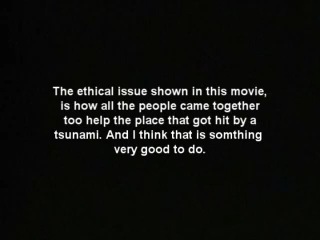 The ethical issue shown in this movie,
is how all the people came together
too help the place that got hit by a
tsunami. And I think that is somthing
very good to do.